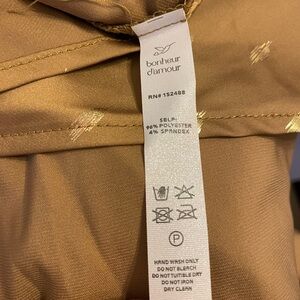 bonheur
d'amour
RN# 152488
SELF:
96% POLYESTER
4% SPANDEX
P
HAND WASH ONLY
DO NOT BLEACH
DO NOT TUMBLE DRY
DO NOT IRON
DRY CLEAN